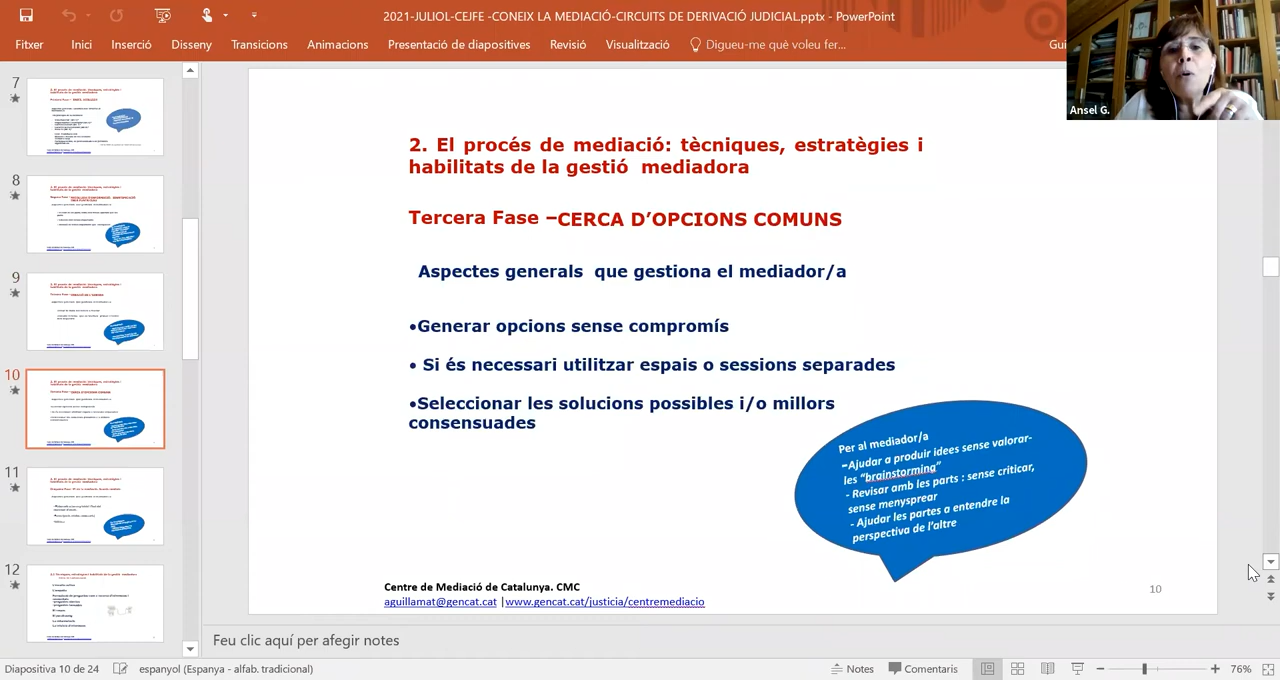 2021-JULIOL-CEJFE -CONEIX LA MEDIACIÓ-CIRCUITS DE DERIVACIÓ JUDICIAL.pptx - PowerPoint
Fitxer Inici Inserció Disseny Transicions Animacions Presentació de diapositives Revisió Visualització Digueu-me què voleu fer...
Ansel G.
7
8
9
10
11
12
2. El proces de mediació: tècniques, estratègies i
habilitats de la gestió mediadora
Tercera Fase –CERCA D'OPCIONS COMUNS
Aspectes generals que gestiona el mediador/a
•Generar opcions sense compromís
• Si és necessari utilitzar espais o sessions separades
•Seleccionar les solucions possibles i/o millors
consensuades
Per al mediador/a
–Ajudar a produir idees sense valorar-
les "brainstorming"
- Revisar amb les parts : sense criticar,
sense menysprear
- Ajudar les partes a entendre la
perspectiva de l'altre
Centre de Mediació de Catalunya. CMC
aguillamat@gencat.cat |www.gencat.cat/justicia/centremediacio
10
Feu clic aquí per afegir notes
Diapositiva 10 de 24 espanyol (Espanya - alfab. tradicional) Notes Comentaris 76%